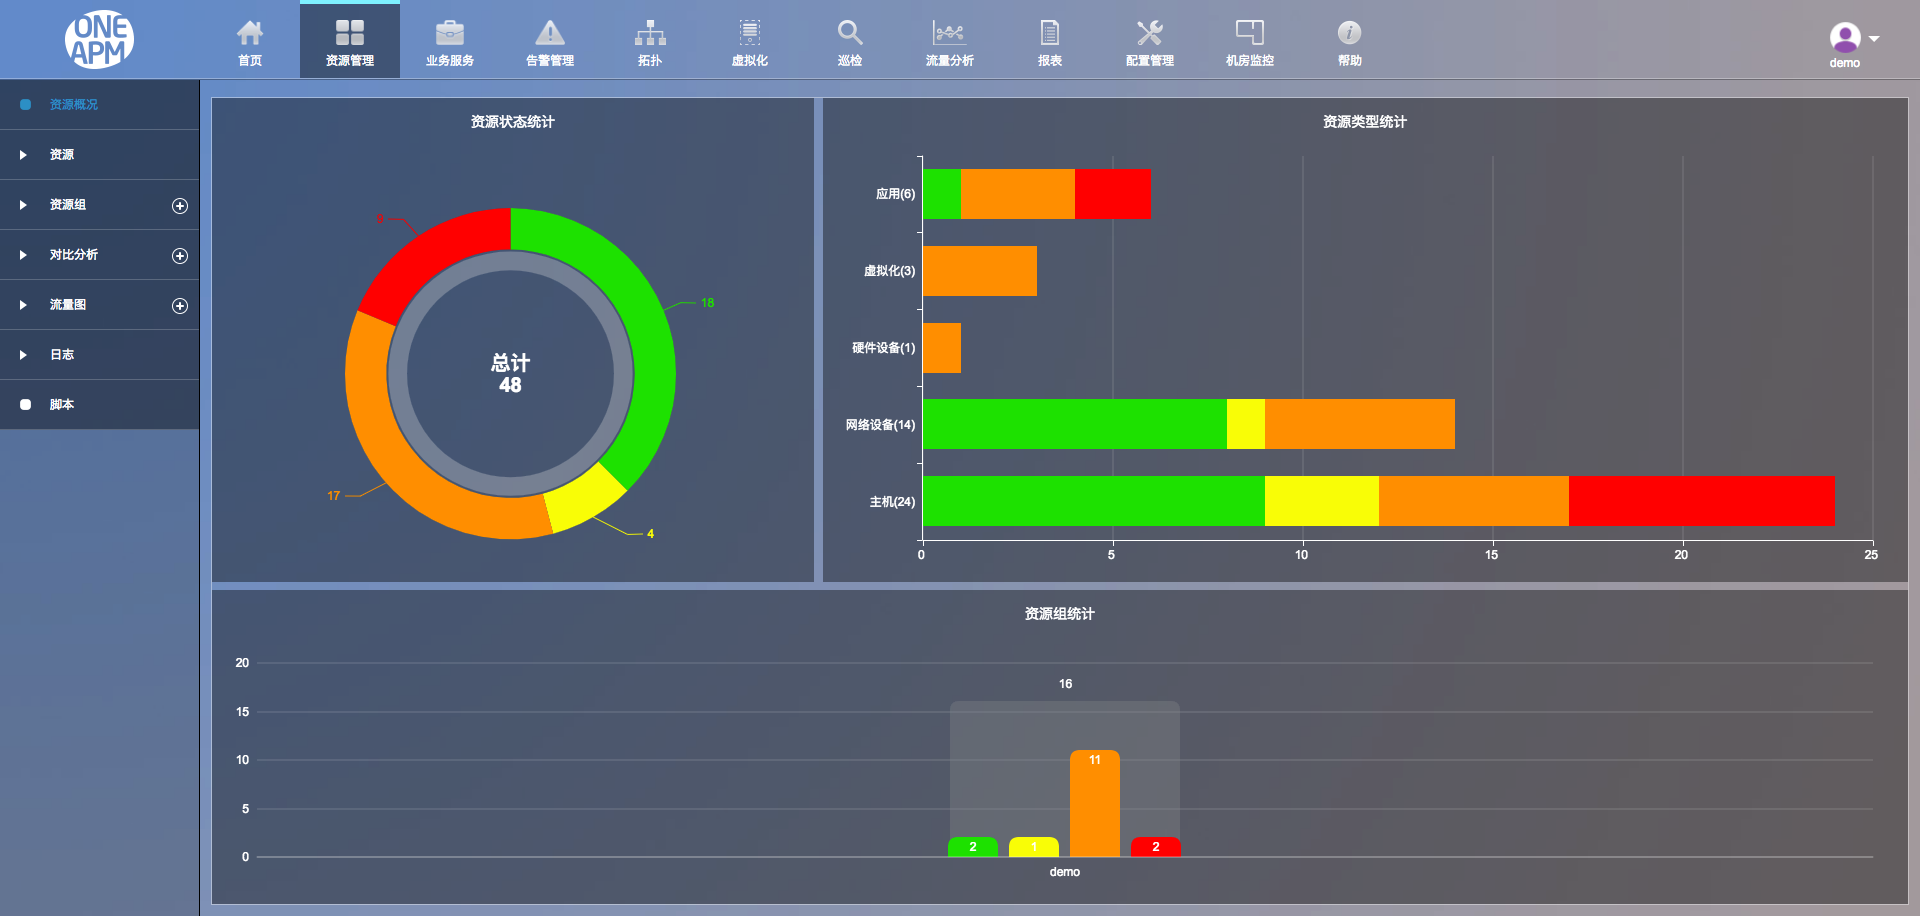 ONE
APM
首页
资源管理
业务服务
告警管理
拓扑
虚拟化
巡检
流量分析
报表
配置管理
机房监控
帮助
demo
资源概况
资源
资源组
对比分析
流量图
日志
脚本
资源状态统计
9
18
总计
48
17
4
资源类型统计
应用(6)
虚拟化(3)
硬件设备(1)
网络设备(14)
主机(24)
0 5 10 15 20 25
资源组统计
20
16
15
10
11
5
0
2 1 2
demo